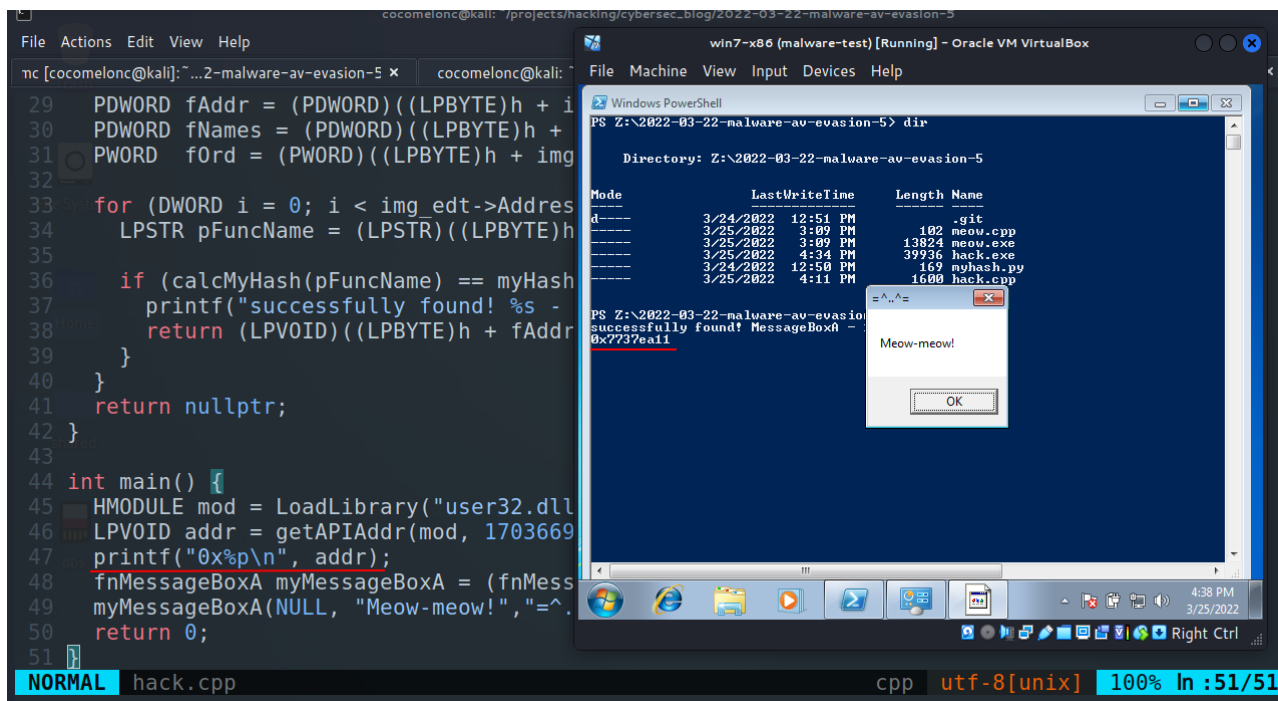 cocomelonc@kali: ~/projects/hacking/cybersec_blog/2022-03-22-malware-av-evasion-5
File Actions Edit View Help
mc [cocomelonc@kali]:~...2-malware-av-evasion-5 ×
cocomelonc@kali: ~
29 PDWORD fAddr = (PDWORD)((LPBYTE)h + i
30 PDWORD fNames = (PDWORD)((LPBYTE)h +
31 PWORD  fOrd = (PWORD)((LPBYTE)h + img
32
33 for (DWORD i = 0; i < img_edt->Addres
34 LPSTR pFuncName = (LPSTR)((LPBYTE)h
35
36 if (calcMyHash(pFuncName) == myHash
37 printf("successfully found! %s -
38 return (LPVOID)((LPBYTE)h + fAddr
39 }
40 }
41 return nullptr;
42 }
43
44 int main() {
45 HMODULE mod = LoadLibrary("user32.dll
46 LPVOID addr = getAPIAddr(mod, 1703669
47 printf("0x%p\n", addr);
48 fnMessageBoxA myMessageBoxA = (fnMess
49 myMessageBoxA(NULL, "Meow-meow!","=^.
50 return 0;
51 }
NORMAL hack.cpp
cpp utf-8[unix] 100% ln :51/51
win7-x86 (malware-test) [Running] - Oracle VM VirtualBox
File Machine View Input Devices Help
Windows PowerShell
PS Z:\2022-03-22-malware-av-evasion-5> dir
Directory: Z:\2022-03-22-malware-av-evasion-5
Mode LastWriteTime Length Name
---- ------------- ------ ----
d---- 3/24/2022 12:51 PM .git
----- 3/25/2022 3:09 PM 102 meow.cpp
----- 3/25/2022 3:09 PM 13824 meow.exe
----- 3/25/2022 4:34 PM 39936 hack.exe
----- 3/24/2022 12:50 PM 169 myhash.py
----- 3/25/2022 4:11 PM 1600 hack.cpp
PS Z:\2022-03-22-malware-av-evasion
successfully found! MessageBoxA -
0x7737ea11
=^..^=
Meow-meow!
OK
4:38 PM
3/25/2022
Right Ctrl